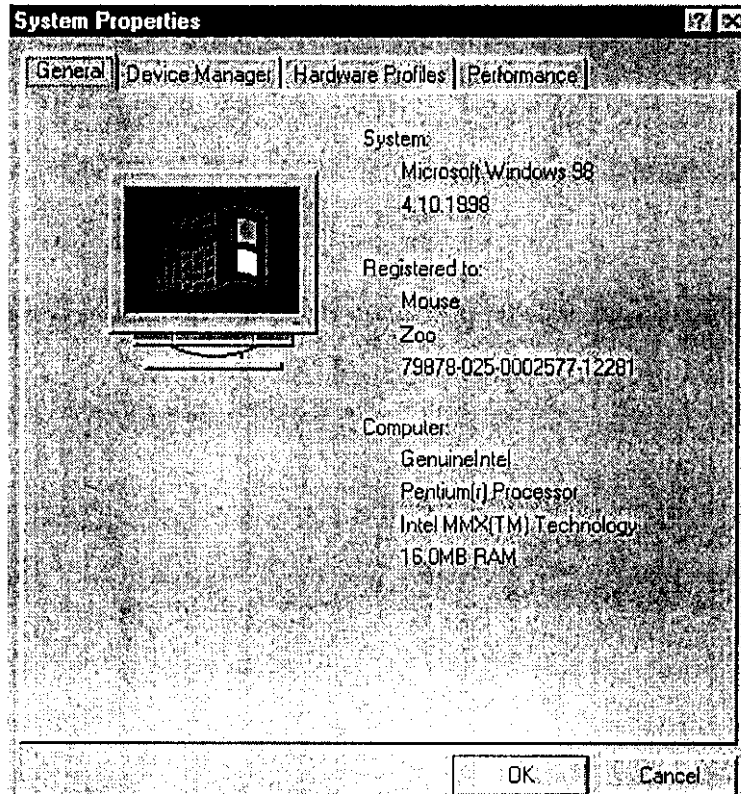 System Properties
General Device Manager Hardware Profiles Performance
System:
Microsoft Windows 98
4.10.1998
Registered to:
Mouse
Zoo
79878-025-0002577-12281
Computer:
GenuineIntel
Pentium(r) Processor
Intel MMX(TM) Technology
16.0MB RAM
OK Cancel